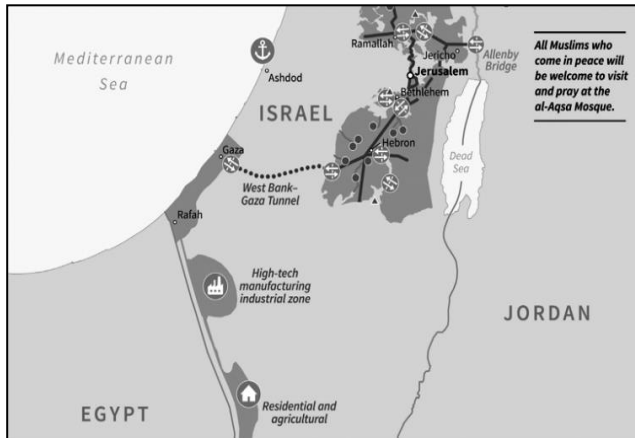 Mediterranean
Sea
Ashdod
Ramallah
Jericho
Allenby
Bridge
Jerusalem
Bethlehem
All Muslims who
come in peace will
be welcome to visit
and pray at the
al-Aqsa Mosque.
ISRAEL
Gaza
Hebron
Dead
Sea
West Bank–
Gaza Tunnel
Rafah
High-tech
manufacturing
industrial zone
JORDAN
EGYPT
Residential and
agricultural